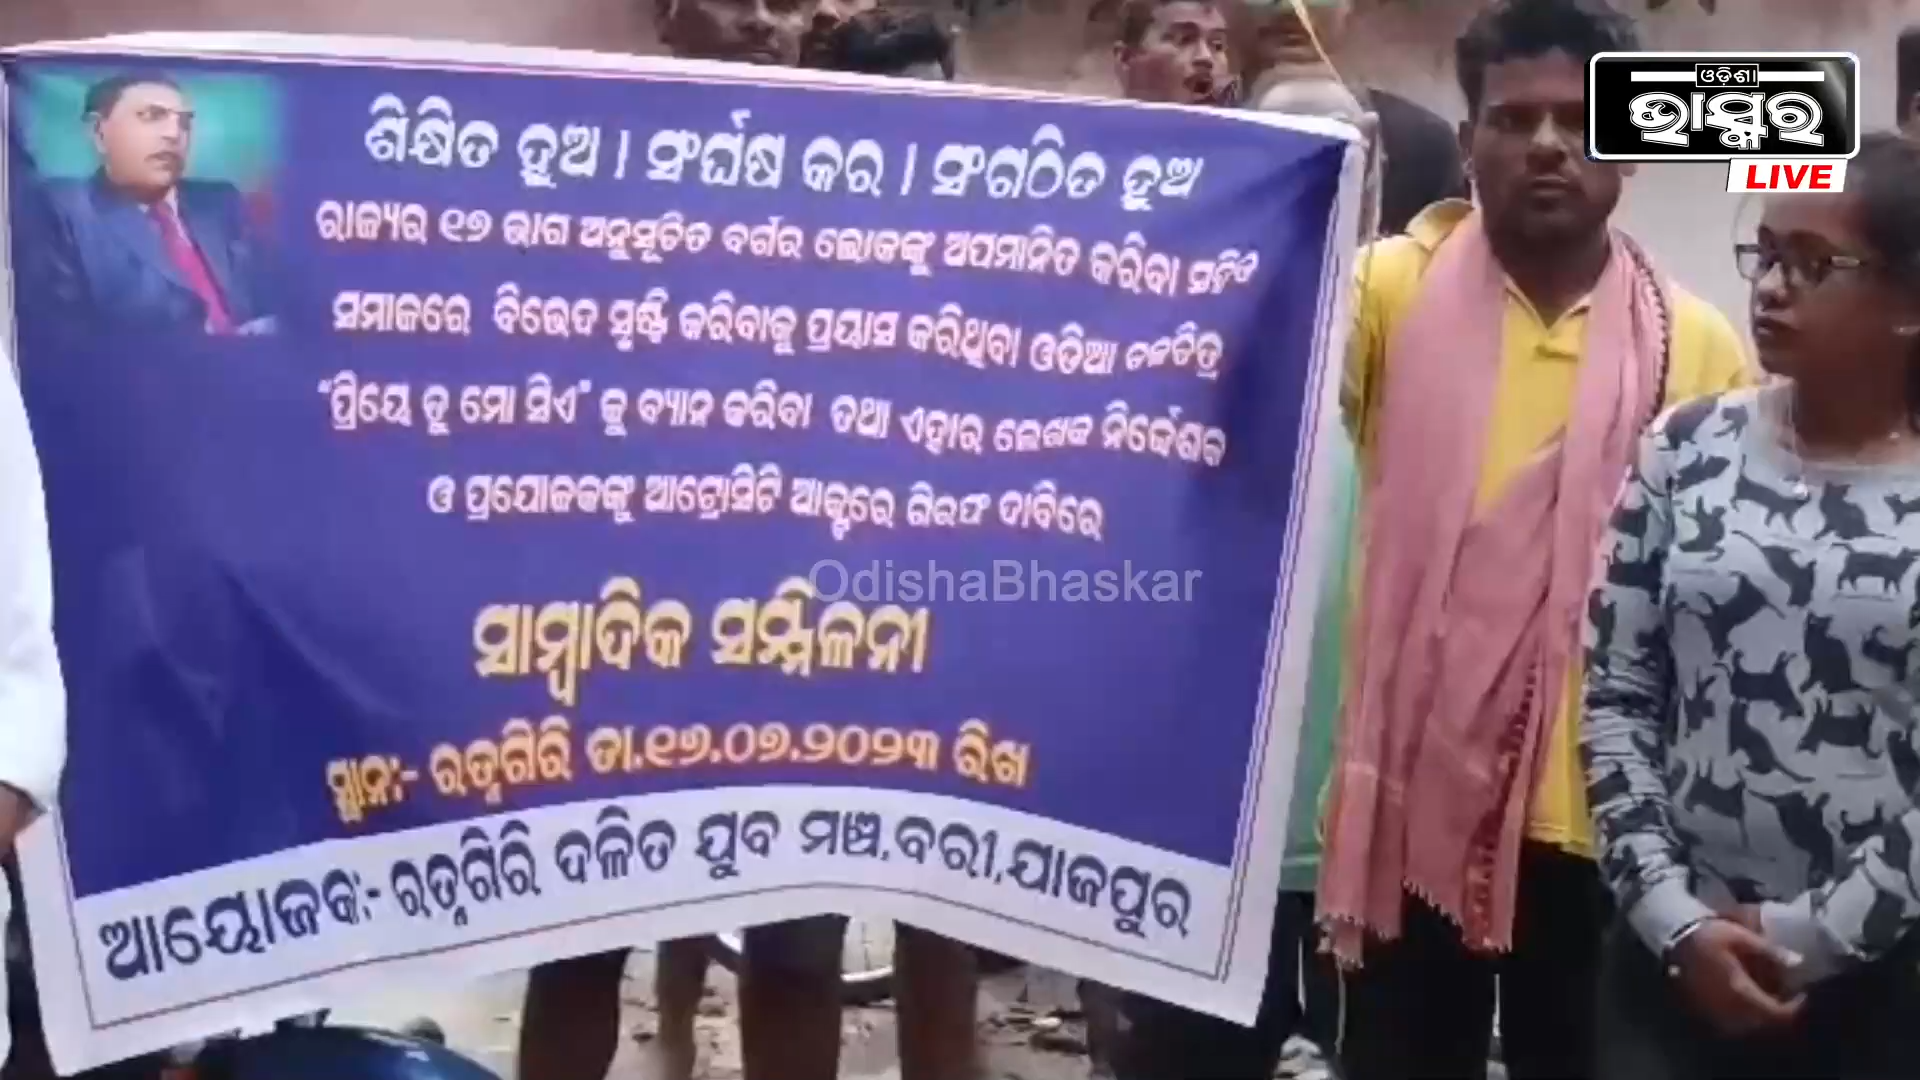 ଶିକ୍ଷିତ ହୁଅ । ସଂର୍ଘଷ କର । ସଂଗଠିତ ହୁଅ
ରାଜ୍ୟର ୧୭ ଭାଗ ଅନୁସୂଚିତ ବର୍ଗର ଲୋକଙ୍କୁ ଅପମାନିତ କରିବା ସହିତ
ସମାଜରେ ବିଭେଦ ସୃଷ୍ଟି କରିବାକୁ ପ୍ରୟାସ କରିଥିବା ଓଡିଆ ଚଳଚିତ୍ର
“ପ୍ରିୟେ ତୁ ମୋ ସିଏ” କୁ ବ୍ୟାନ କରିବା ତଥା ଏହାର ଲେଖକ ନିର୍ଦ୍ଦେଶକ
ଓ ପ୍ରଯୋଜକଙ୍କୁ ଆଟ୍ରୋସିଟି ଆକ୍ଟରେ ଗିରଫ ଦାବିରେ
ସାମ୍ବାଦିକ ସମ୍ମିଳନୀ
ସ୍ଥାନ:- ରତ୍ନଗିରି ତା.୧୬.୦୭.୨୦୨୩ ରିଖ
ଆୟୋଜକ:- ରତ୍ନଗିରି ଦଳିତ ଯୁବ ମଞ୍ଚ,ବରୀ,ଯାଜପୁର
ଓଡ଼ିଶା
ଭାସ୍କର
LIVE
OdishaBhaskar